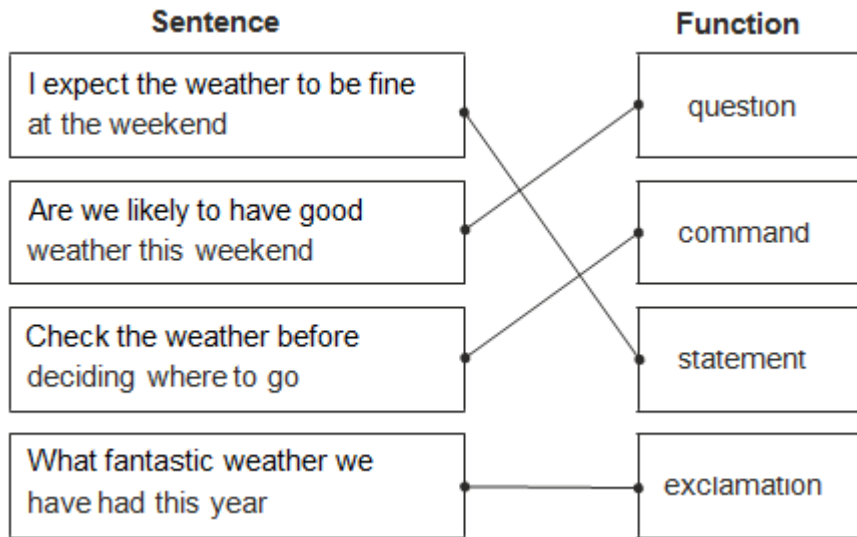 Sentence
Function
I expect the weather to be fine
at the weekend
question
Are we likely to have good
weather this weekend
command
Check the weather before
deciding where to go
statement
What fantastic weather we
have had this year
exclamation